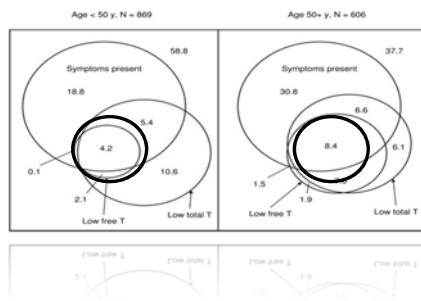 Age < 50 y, N = 869
58.8
Symptoms present
18.8
5.4
4.2
0.1
10.6
2.1
Low free T
Low total T
Age 50+ y, N = 606
37.7
Symptoms present
30.8
6.6
8.4
6.1
1.5
1.9
Low free T
Low total T